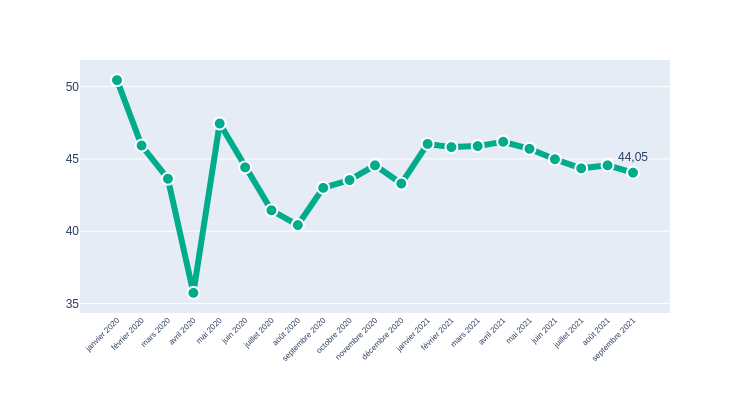 50
45
40
35
44,05
janvier 2020
février 2020
mars 2020
avril 2020
mai 2020
juin 2020
juillet 2020
août 2020
septembre 2020
octobre 2020
novembre 2020
décembre 2020
janvier 2021
février 2021
mars 2021
avril 2021
mai 2021
juin 2021
juillet 2021
août 2021
septembre 2021